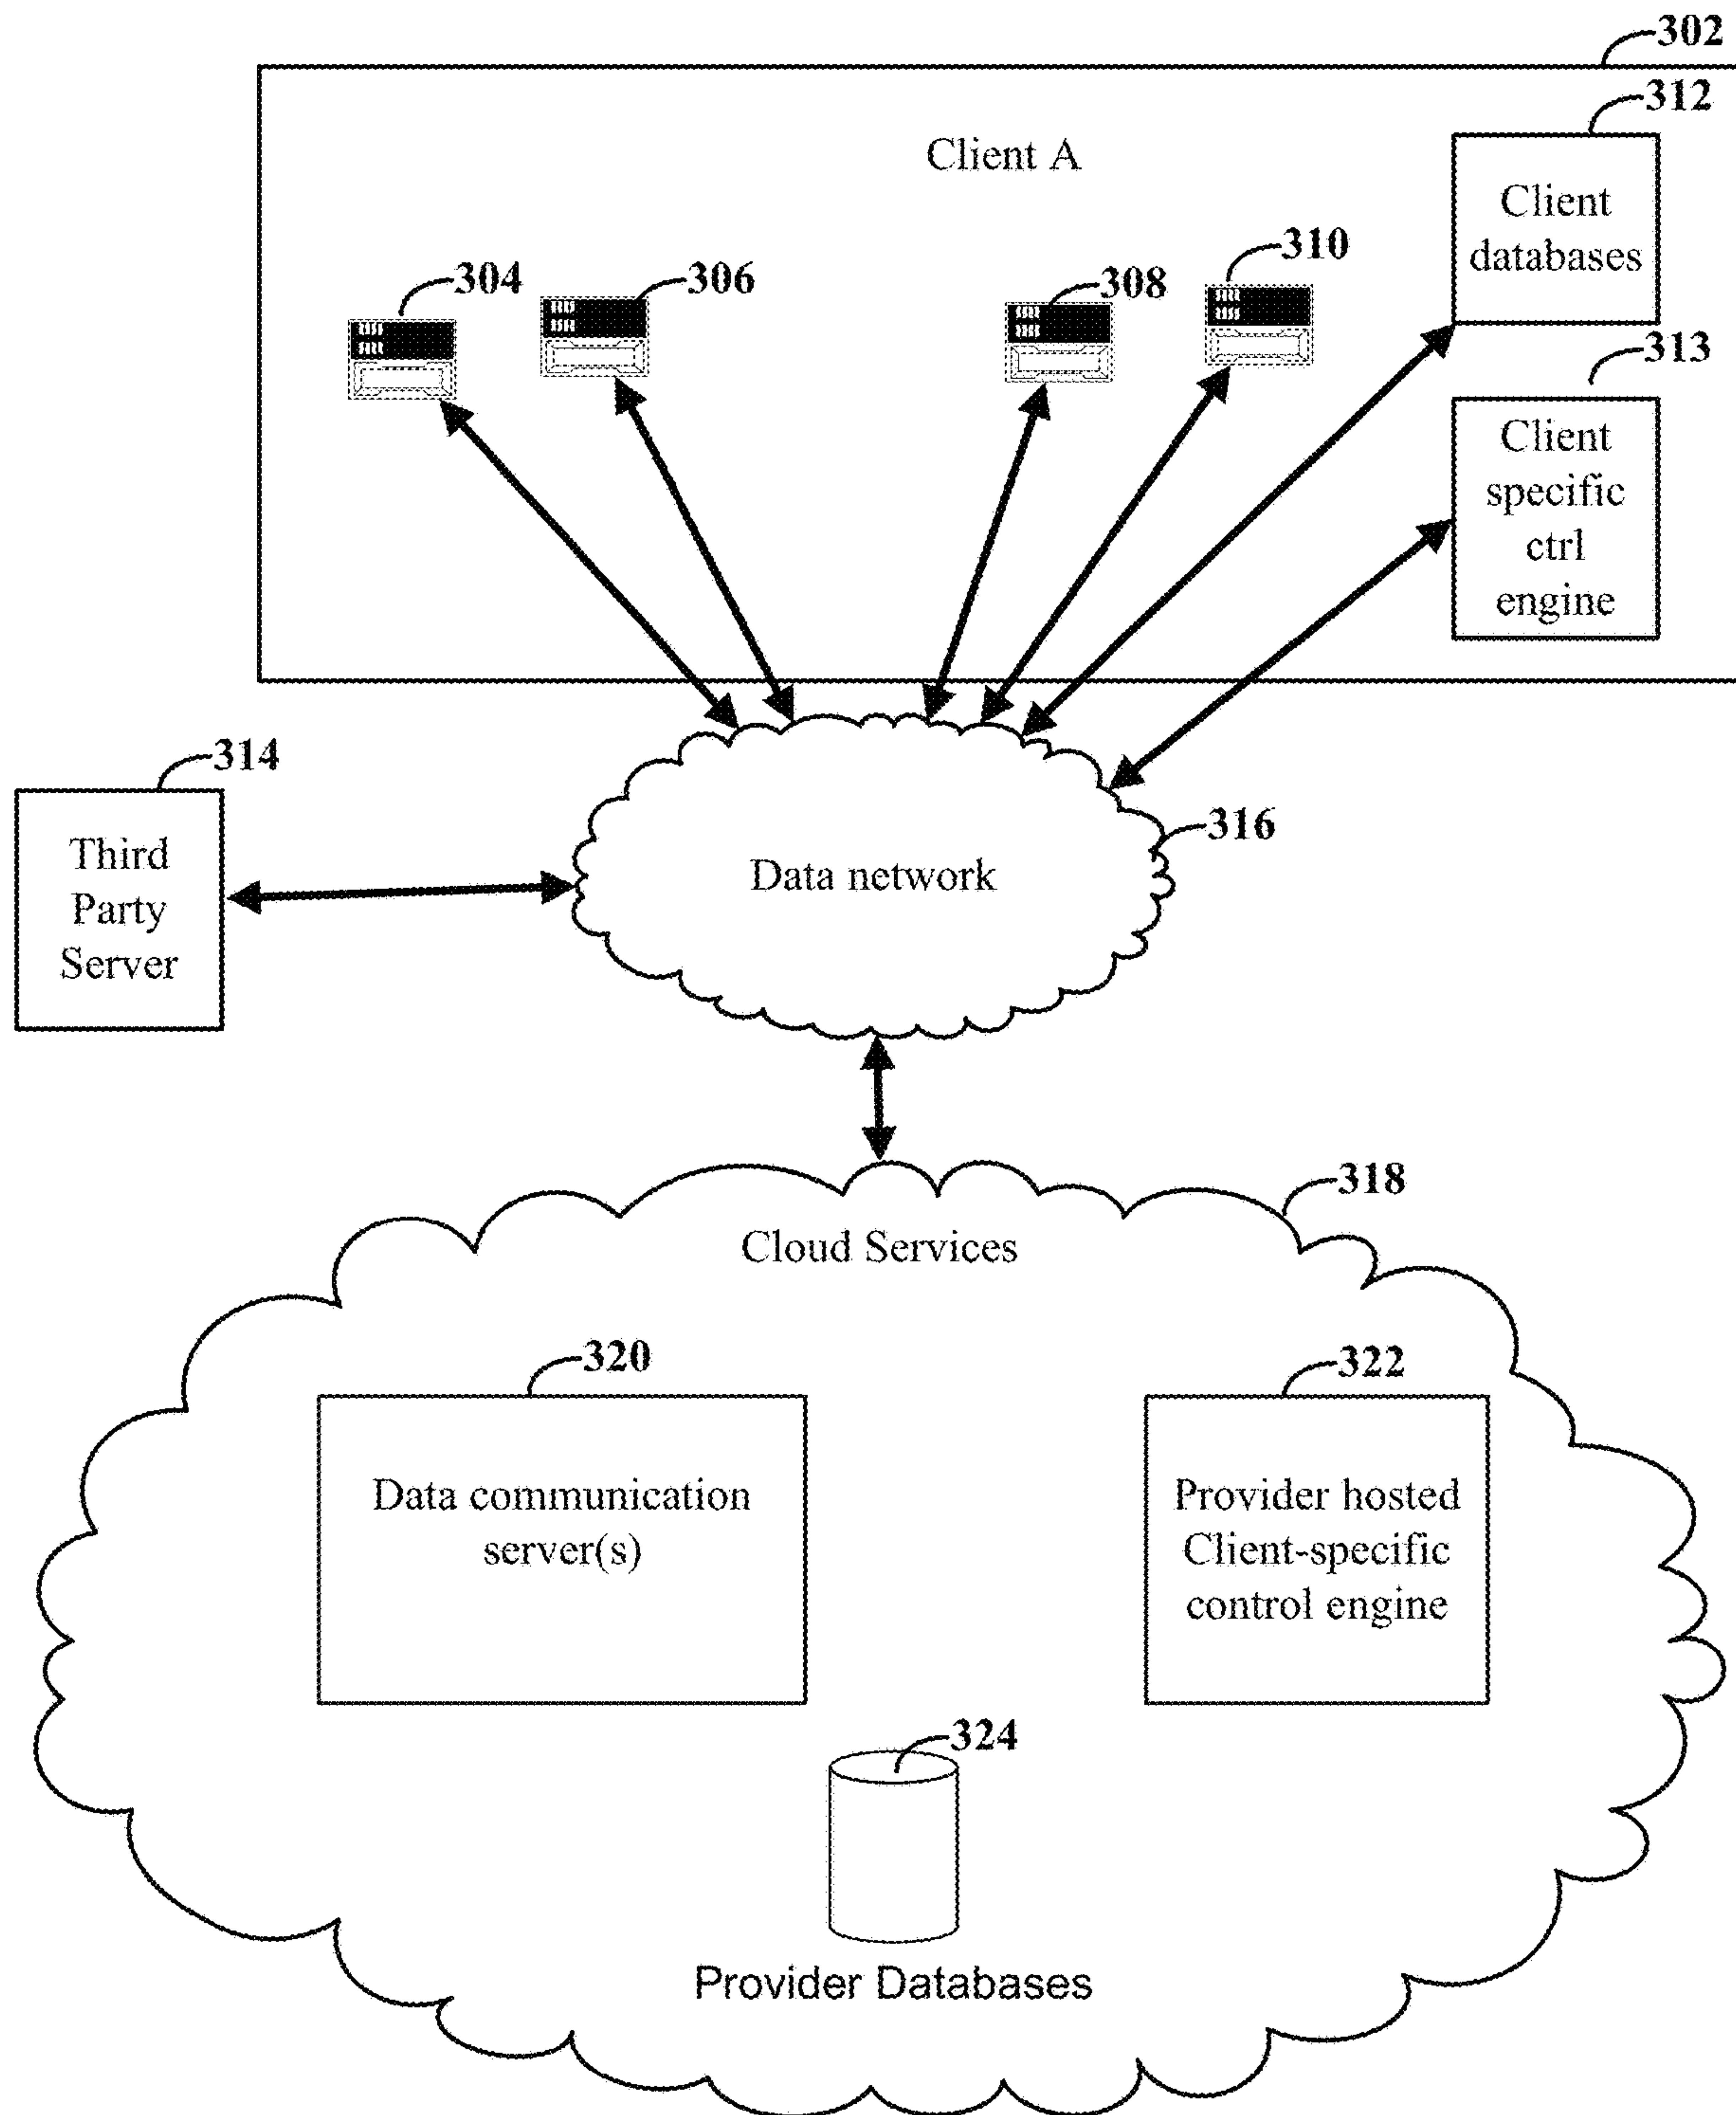 302
312
Client A
Client
databases
304
306
308
310
313
Client
specific
ctrl
engine
314
Third
Party
Server
316
Data network
318
Cloud Services
320
322
Data communication
server(s)
Provider hosted
Client-specific
control engine
324
Provider Databases